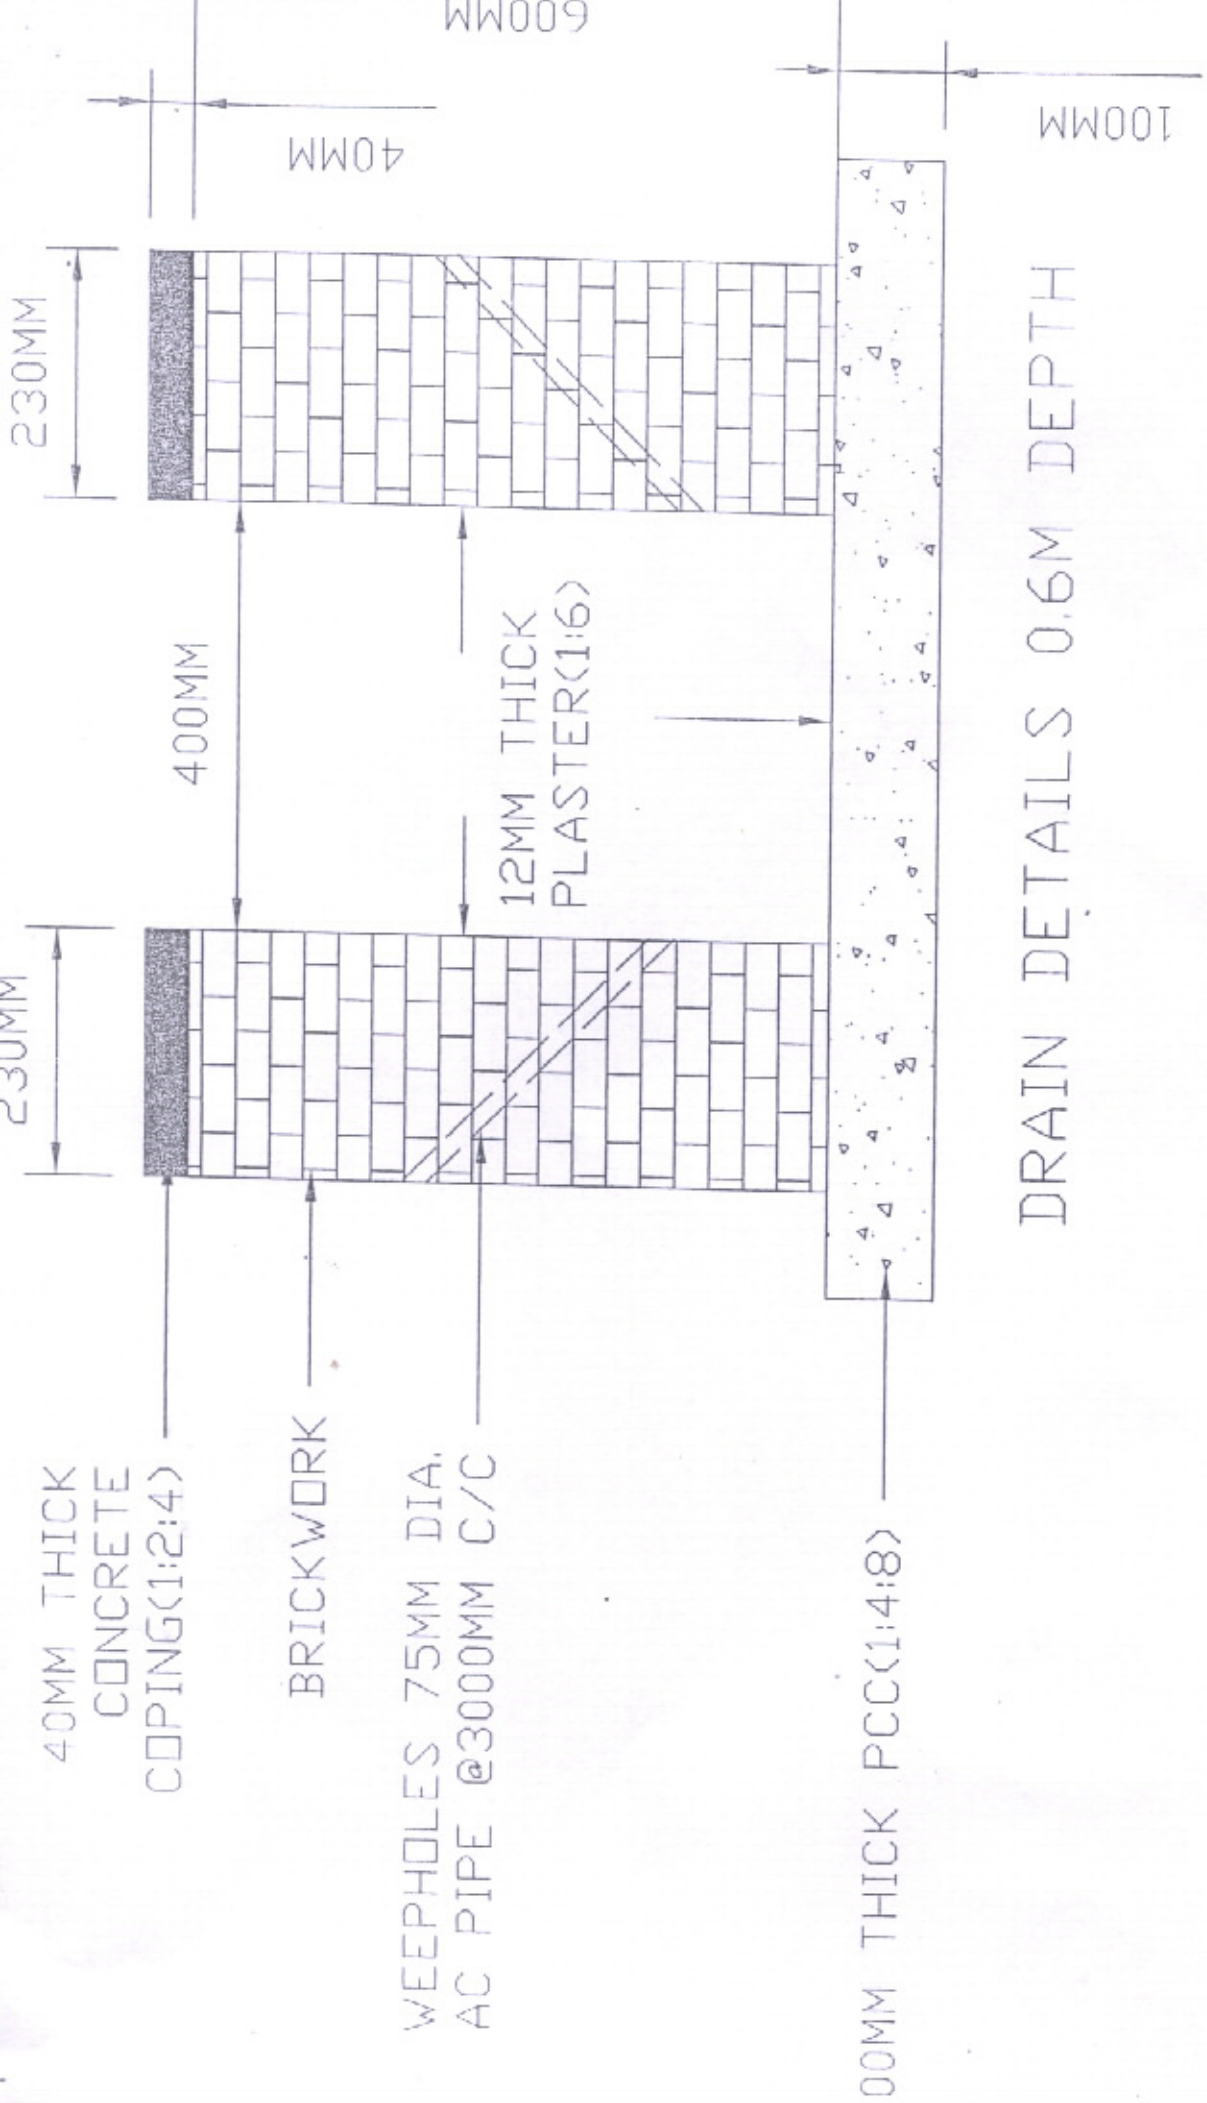 230MM
230MM
400MM
40MM
600MM
100MM
40MM THICK
CONCRETE
COPING(1:2:4)
BRICKWORK
WEEPHOLES 75MM DIA.
AC PIPE @3000MM C/C
12MM THICK
PLASTER(1:6)
00MM THICK PCC(1:4:8)
DRAIN DETAILS 0.6M DEPTH